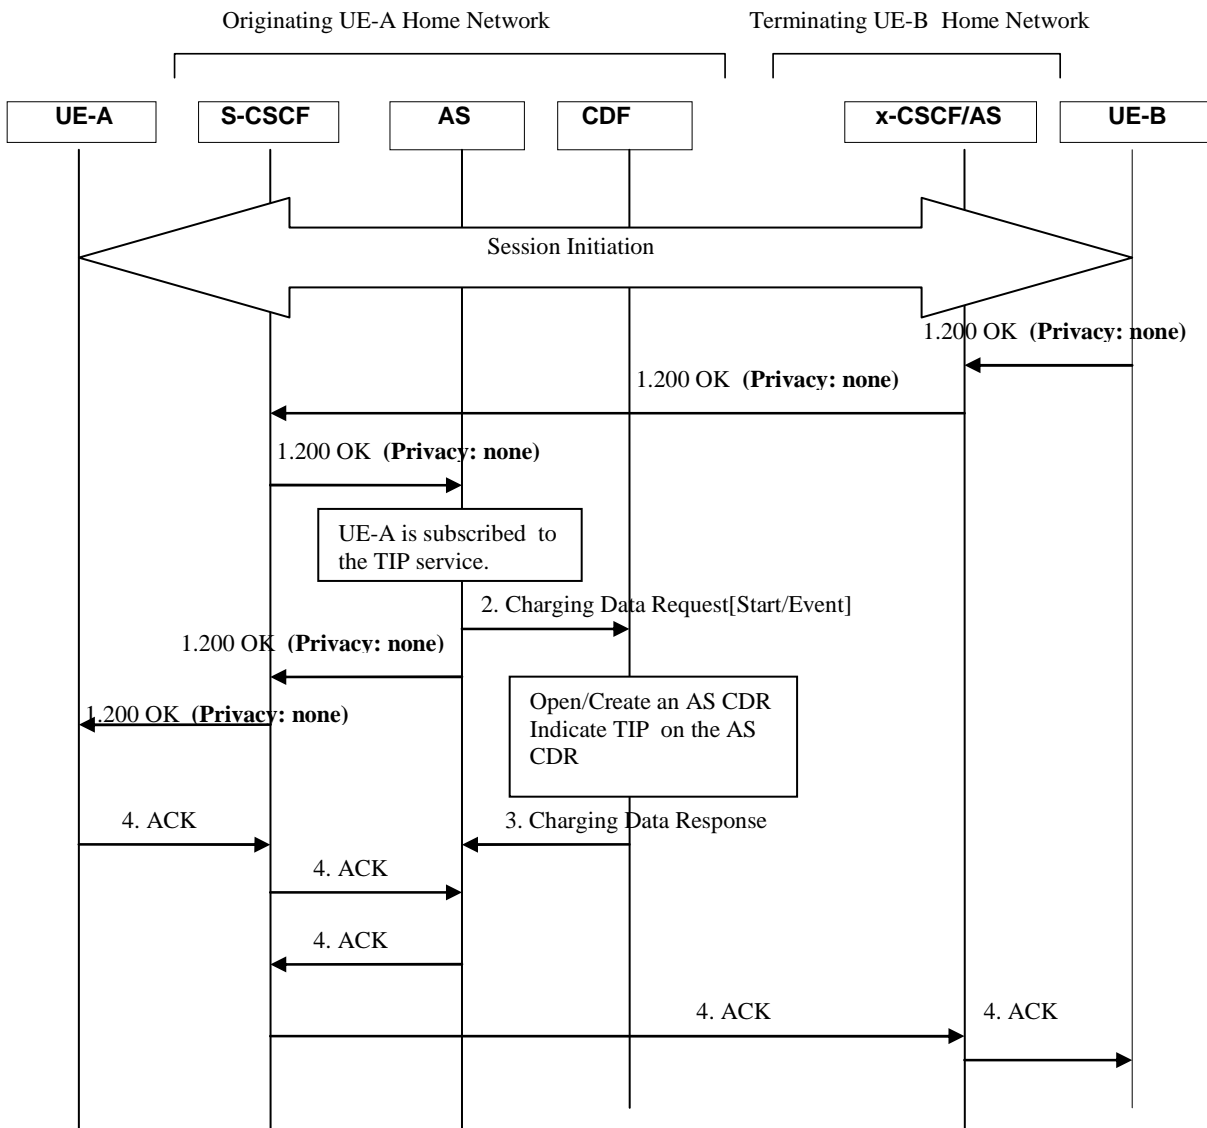 Originating UE-A Home Network
Terminating UE-B Home Network
UE-A
S-CSCF
AS
CDF
x-CSCF/AS
UE-B
Session Initiation
1.200 OK (Privacy: none)
1.200 OK (Privacy: none)
1.200 OK (Privacy: none)
UE-A is subscribed to
the TIP service.
2. Charging Data Request[Start/Event]
1.200 OK (Privacy: none)
Open/Create an AS CDR
Indicate TIP on the AS
CDR
1.200 OK (Privacy: none)
4. ACK
3. Charging Data Response
4. ACK
4. ACK
4. ACK
4. ACK